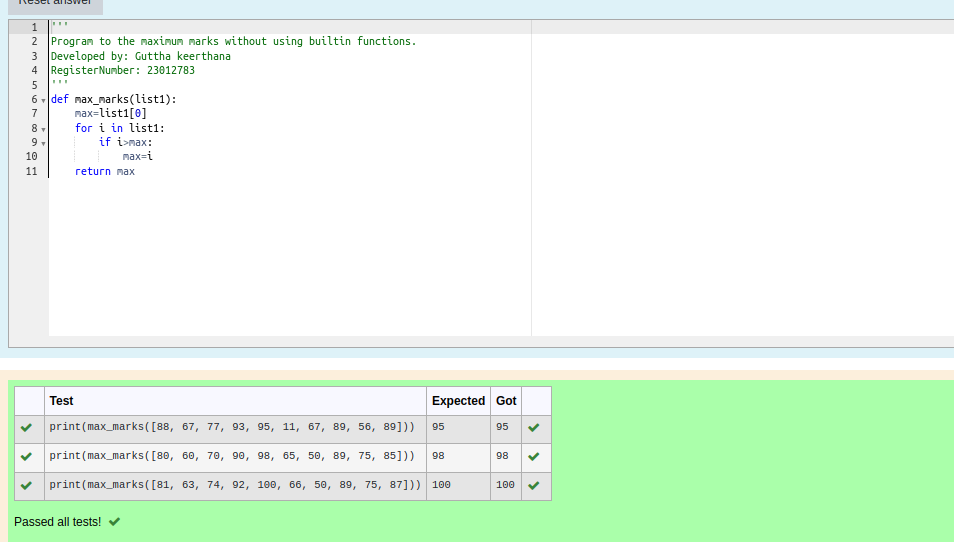 Reset answer
1 '''
2 Program to the maximum marks without using builtin functions.
3 Developed by: Guttha keerthana
4 RegisterNumber: 23012783
5 '''
6 def max_marks(list1):
7     max=list1[0]
8     for i in list1:
9         if i>max:
10             max=i
11     return max
Test Expected Got
print(max_marks([88, 67, 77, 93, 95, 11, 67, 89, 56, 89])) 95 95
print(max_marks([80, 60, 70, 90, 98, 65, 50, 89, 75, 85])) 98 98
print(max_marks([81, 63, 74, 92, 100, 66, 50, 89, 75, 87])) 100 100
Passed all tests!